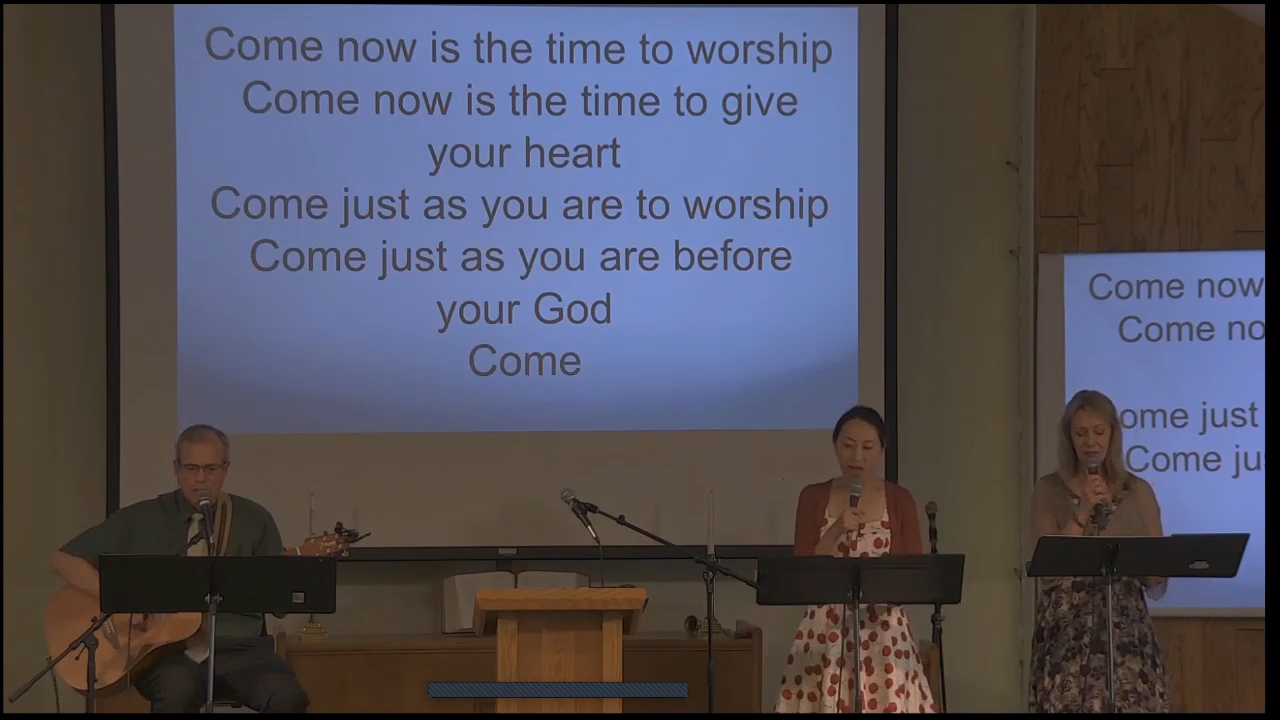 Come now is the time to worship
Come now is the time to give
your heart
Come just as you are to worship
Come just as you are before
your God
Come
Come now
Come no
ome just
Come ju